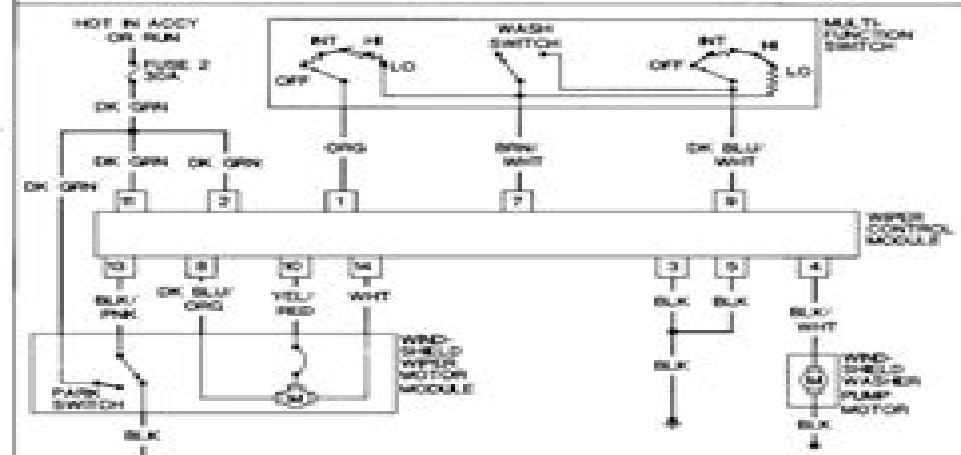 HOT IN ACCY
OR RUN
FUSE 2
30A
DK GRN
DK GRN
DK GRN
DK GRN
INT
HI
OFF
LO
WASH
SWITCH
INT
HI
OFF
LO
MULTI-
FUNCTION
SWITCH
ORG
BRN/
WHT
DK BLU/
WHT
11
2
1
7
WIPER
CONTROL
MODULE
13
10
14
3
5
4
BLK/
PNK
DK BLU/
ORG
YEL/
RED
WHT
BLK
BLK
BLK/
WHT
BLK
PARK
SWITCH
M
WIND-
SHIELD
WIPER
MOTOR
MODULE
M
WIND-
SHIELD
WASHER
PUMP
MOTOR
BLK
BLK